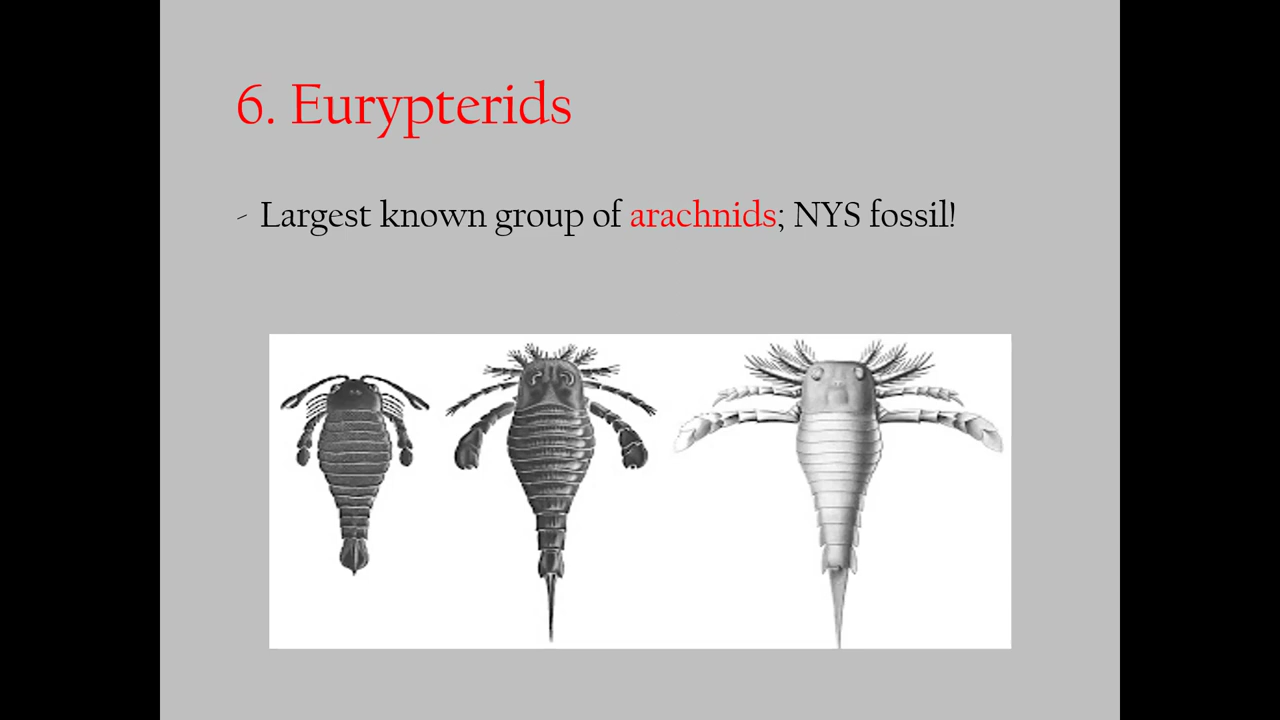 6. Eurypterids
- Largest known group of arachnids; NYS fossil!